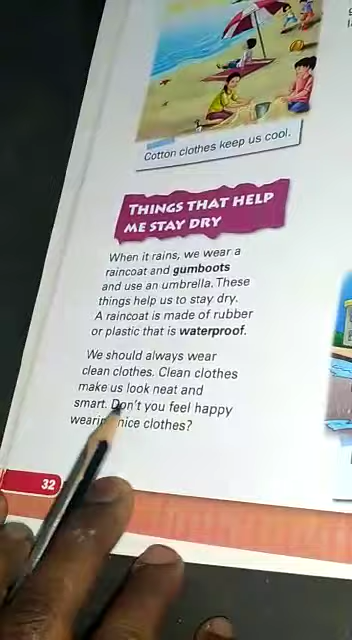 Cotton clothes keep us cool.
THINGS THAT HELP
ME STAY DRY
When it rains, we wear a
raincoat and gumboots
and use an umbrella. These
things help us to stay dry.
A raincoat is made of rubber
or plastic that is waterproof.
We should always wear
clean clothes. Clean clothes
make us look neat and
smart. Don't you feel happy
wearing nice clothes?
32